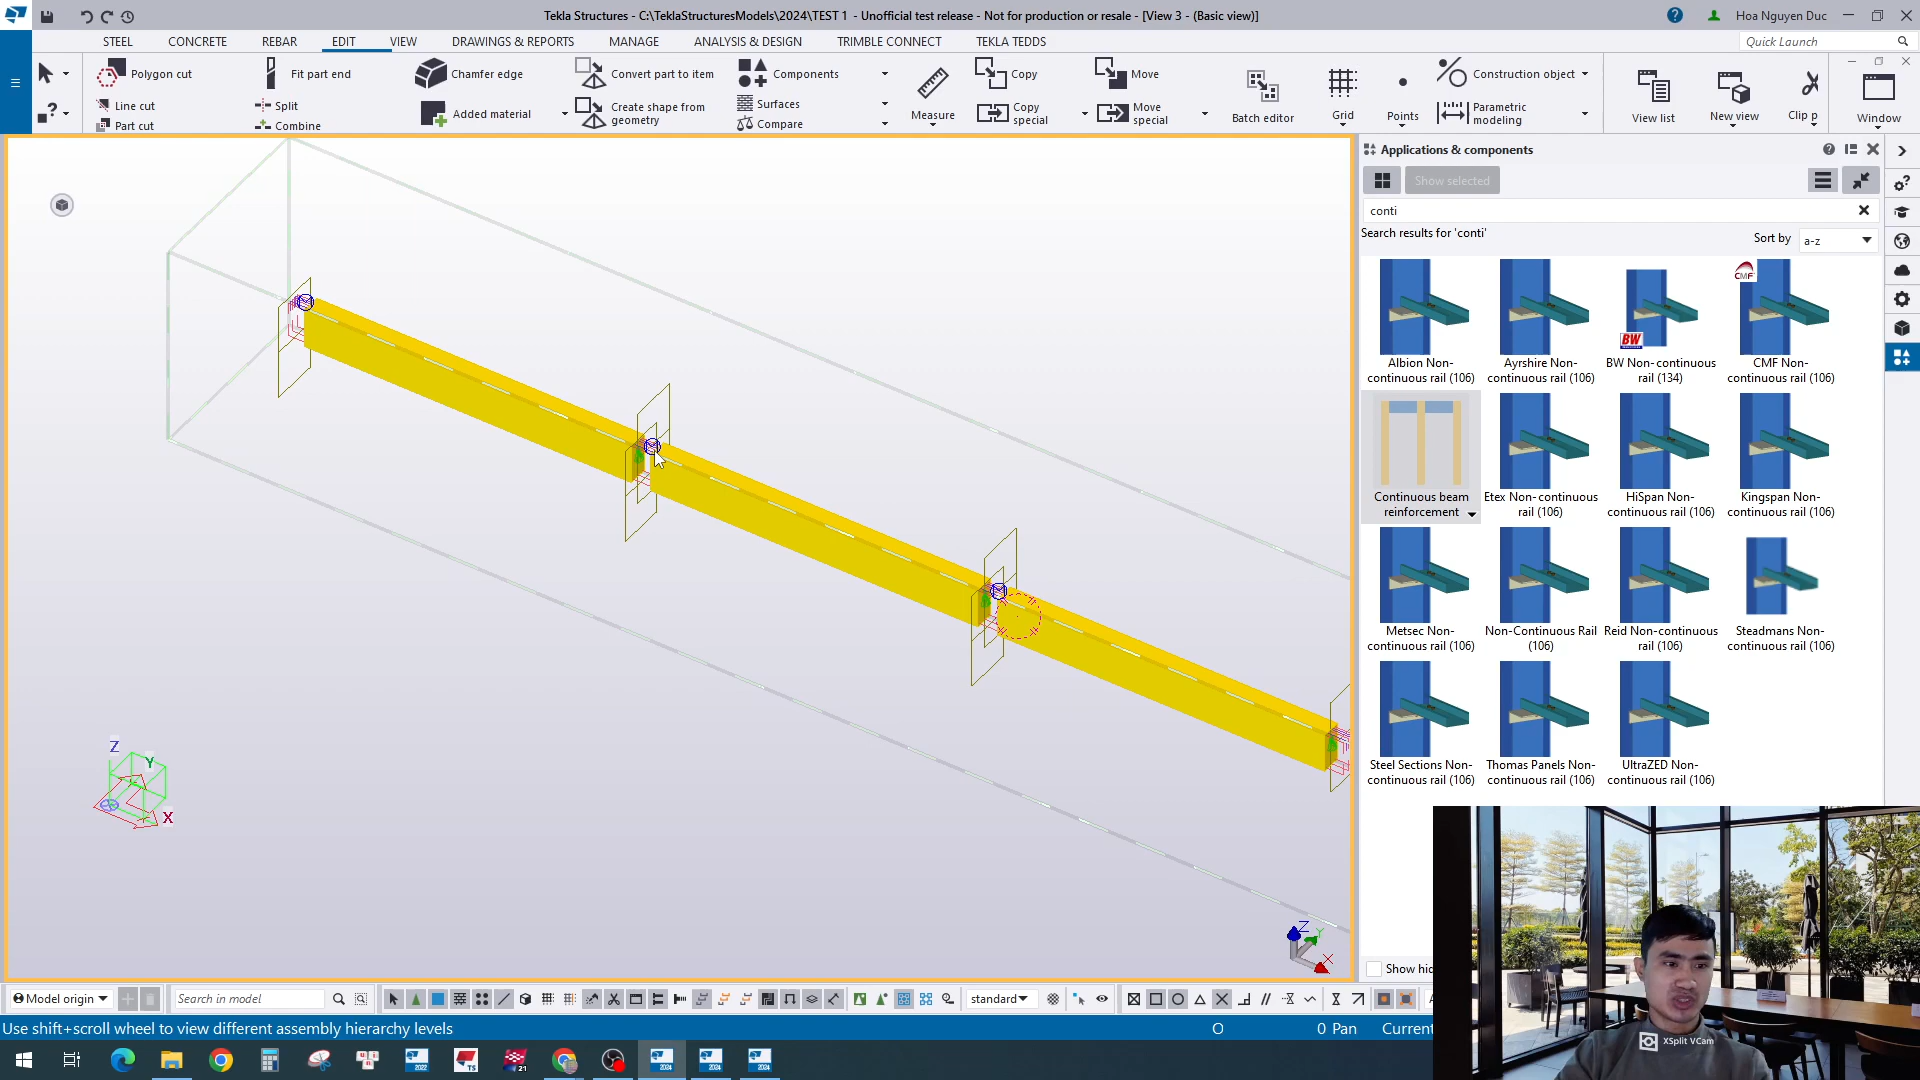 Tekla Structures - C:\TeklaStructuresModels\2024\TEST 1 - Unofficial test release - Not for production or resale - [View 3 - (Basic view)]
Hoa Nguyen Duc
STEEL CONCRETE REBAR EDIT VIEW DRAWINGS & REPORTS MANAGE ANALYSIS & DESIGN TRIMBLE CONNECT TEKLA TEDDS
Quick Launch
Polygon cut
Line cut
Part cut
Fit part end
Split
Combine
Chamfer edge
Added material
Convert part to item
Create shape from
geometry
Components
Surfaces
Compare
Measure
Copy
Copy
special
Move
Move
special
Batch editor
Grid
Points
Construction object
Parametric
modeling
View list
New view
Clip p
Window
Applications & components
Show selected
conti
Search results for 'conti'
Sort by
a-z
CMF
BW
Albion Non-
continuous rail (106)
Ayrshire Non-
continuous rail (106)
BW Non-continuous
rail (134)
CMF Non-
continuous rail (106)
Continuous beam
reinforcement
Etex Non-continuous
rail (106)
HiSpan Non-
continuous rail (106)
Kingspan Non-
continuous rail (106)
Metsec Non-
continuous rail (106)
Non-Continuous Rail
(106)
Reid Non-continuous
rail (106)
Steadmans Non-
continuous rail (106)
Steel Sections Non-
continuous rail (106)
Thomas Panels Non-
continuous rail (106)
UltraZED Non-
continuous rail (106)
Z
Y
X
Z
Y
X
Show hid
XSplit VCam
Model origin
Search in model
standard
Use shift+scroll wheel to view different assembly hierarchy levels
O
0 Pan
Current
2022
TS
21
2024
2024
2024